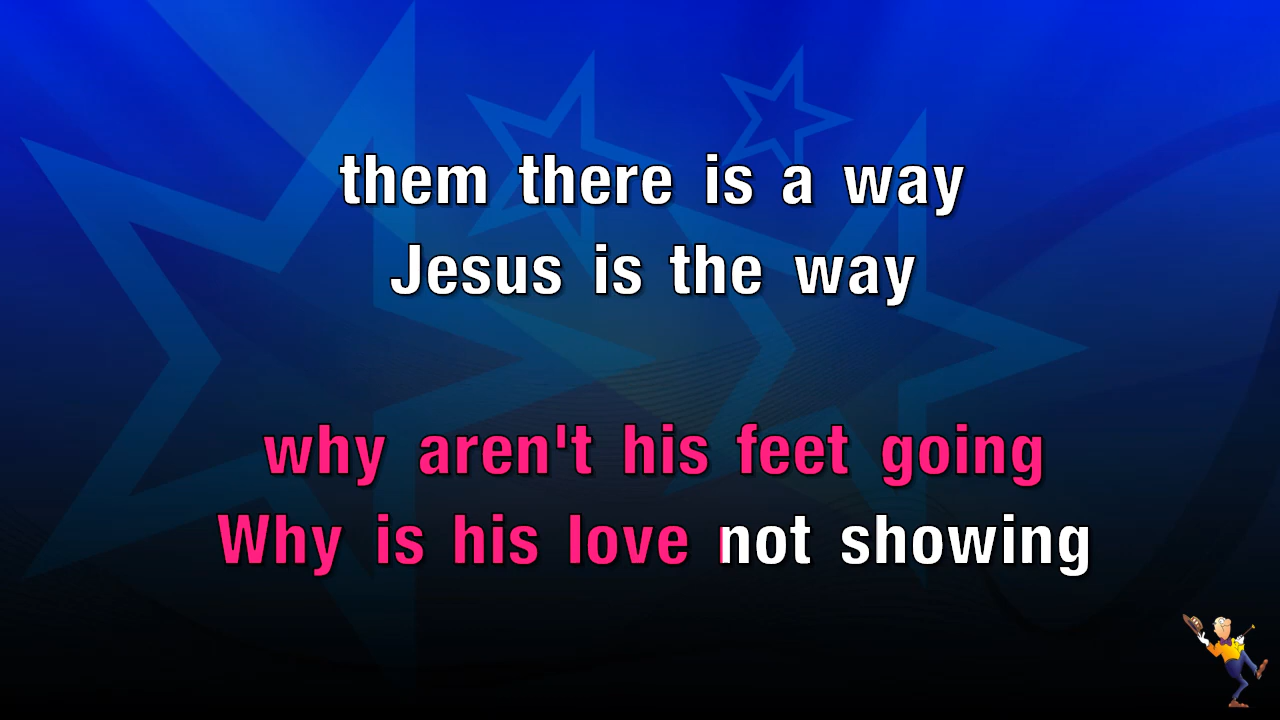 them there is a way
Jesus is the way
why aren't his feet going
Why is his love not showing